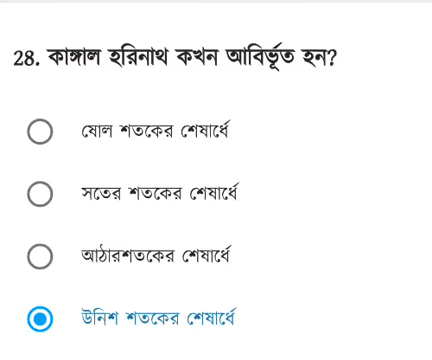 28. কাঙ্গাল হরিনাথ কখন আবির্ভূত হন?
ষোল শতকের শেষার্ধে
সতের শতকের শেষার্ধে
আঠারশতকের শেষার্ধে
উনিশ শতকের শেষার্ধে